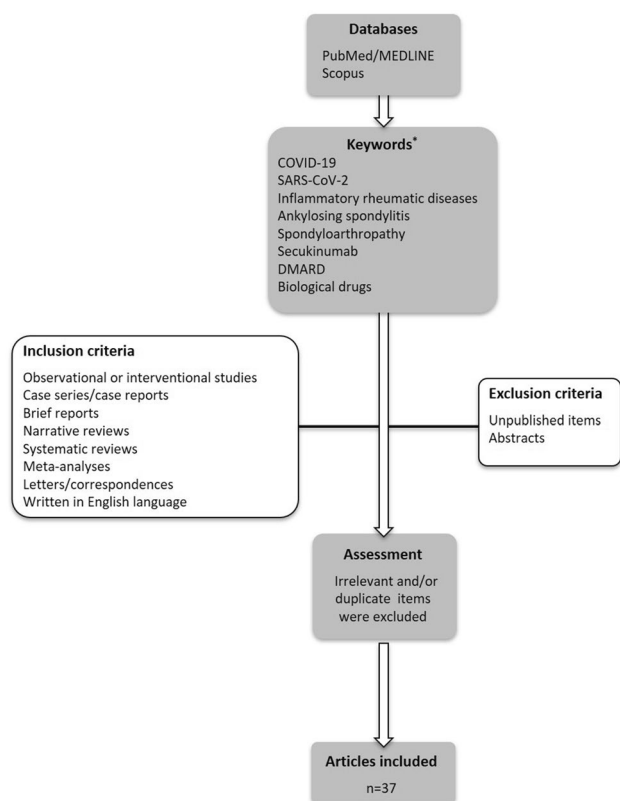 Databases
PubMed/MEDLINE
Scopus
Keywords*
COVID-19
SARS-CoV-2
Inflammatory rheumatic diseases
Ankylosing spondylitis
Spondyloarthropathy
Secukinumab
DMARD
Biological drugs
Inclusion criteria
Observational or interventional studies
Case series/case reports
Brief reports
Narrative reviews
Systematic reviews
Meta-analyses
Letters/correspondences
Written in English language
Exclusion criteria
Unpublished items
Abstracts
Assessment
Irrelevant and/or
duplicate items
were excluded
Articles included
n=37